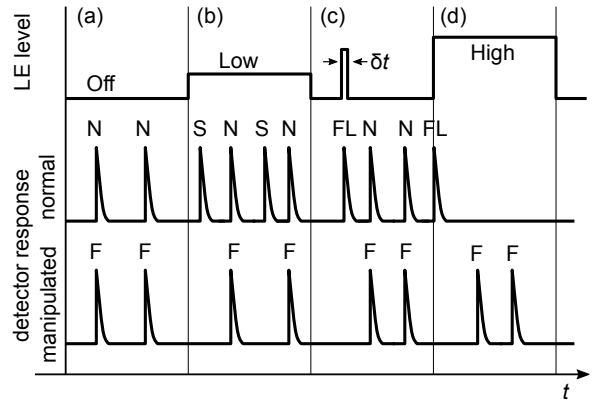 (a) (b) (c) (d)
LE level
Off Low δt High
N N S N S N FL N N FL
detector response
normal
F F F F F F F F
manipulated
t